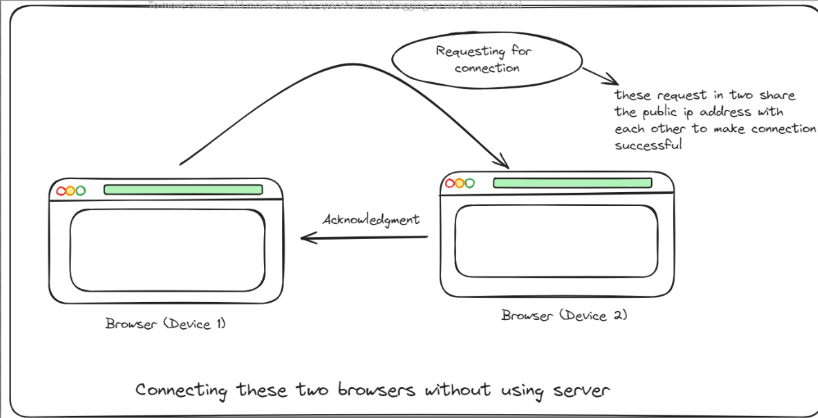 Requesting for
connection
these request in two share
the public ip address with
each other to make connection
successful
Acknowledgment
Browser (Device 1)
Browser (Device 2)
Connecting these two browsers without using server